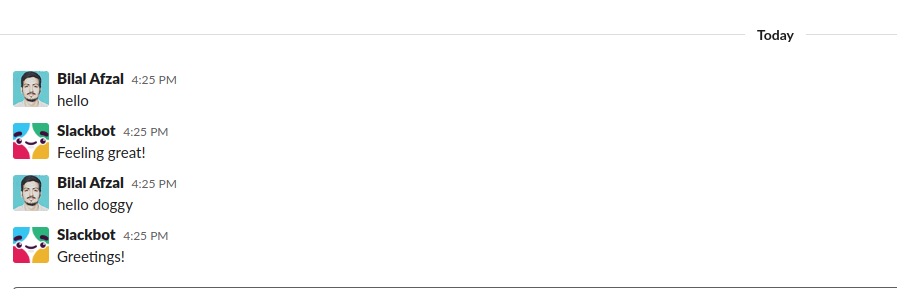 Today
Bilal Afzal 4:25 PM
hello
Slackbot 4:25 PM
Feeling great!
Bilal Afzal 4:25 PM
hello doggy
Slackbot 4:25 PM
Greetings!